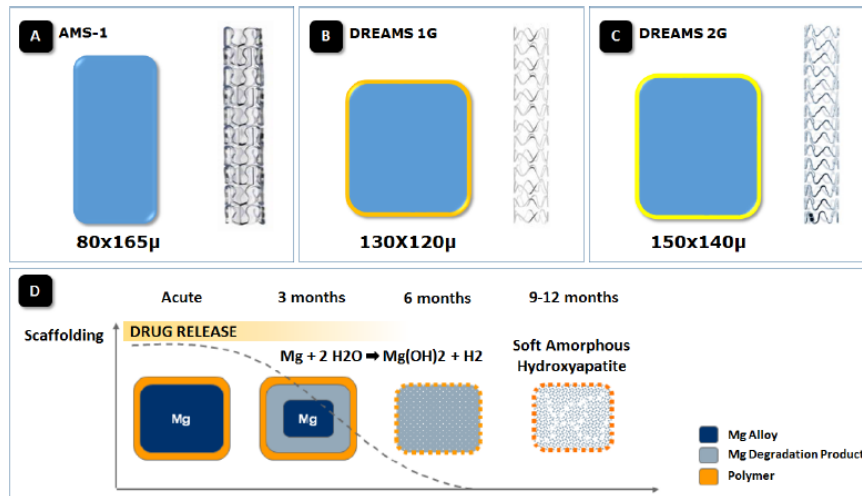 A AMS-1
80x165µ
B DREAMS 1G
130X120µ
C DREAMS 2G
150x140µ
D
Acute 3 months 6 months 9-12 months
Scaffolding
DRUG RELEASE
Mg + 2 H2O ➡ Mg(OH)2 + H2
Soft Amorphous
Hydroxyapatite
Mg
Mg
Mg Alloy
Mg Degradation Product
Polymer